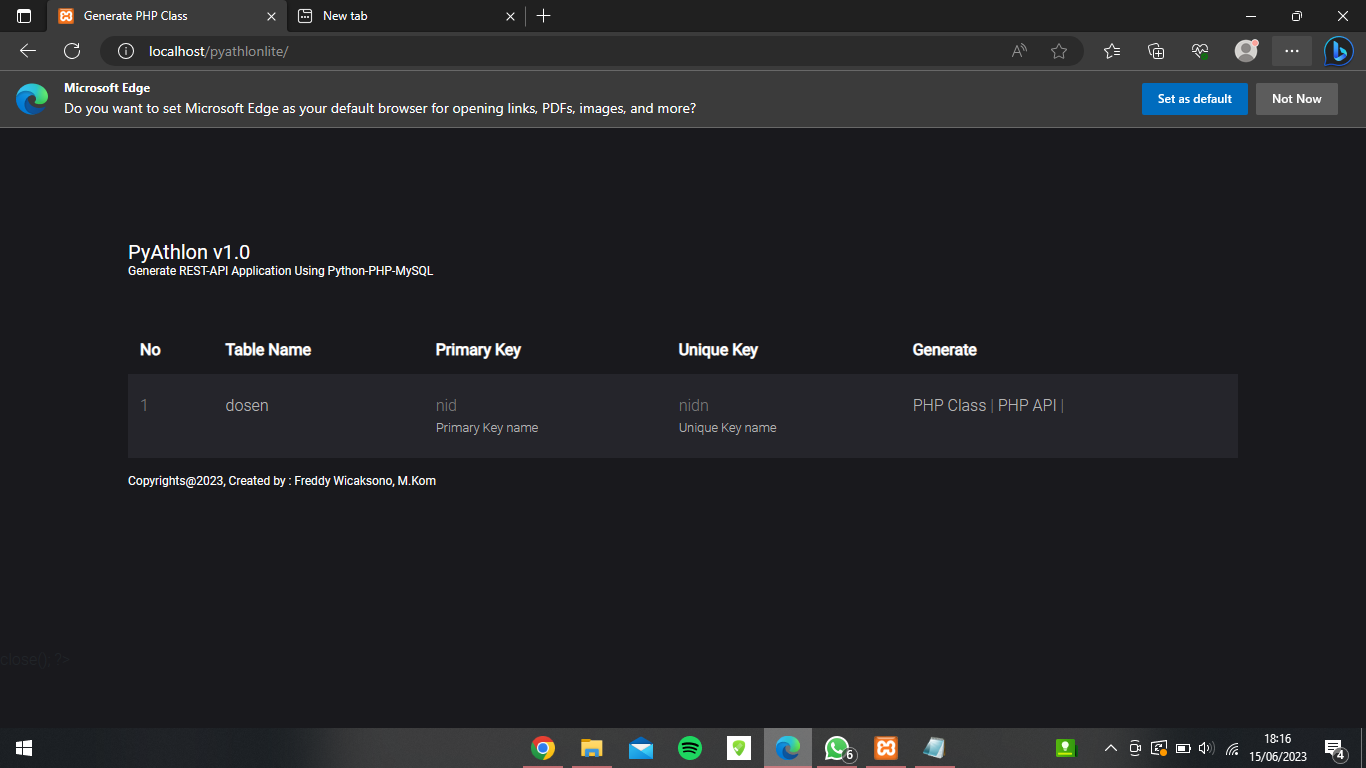 Generate PHP Class
New tab
localhost/pyathlonlite/
Microsoft Edge
Do you want to set Microsoft Edge as your default browser for opening links, PDFs, images, and more?
Set as default
Not Now
PyAthlon v1.0
Generate REST-API Application Using Python-PHP-MySQL
No Table Name Primary Key Unique Key Generate
1 dosen nid nidn PHP Class | PHP API |
Primary Key name Unique Key name
Copyrights@2023, Created by : Freddy Wicaksono, M.Kom
close(); ?>
6
18:16
15/06/2023
4